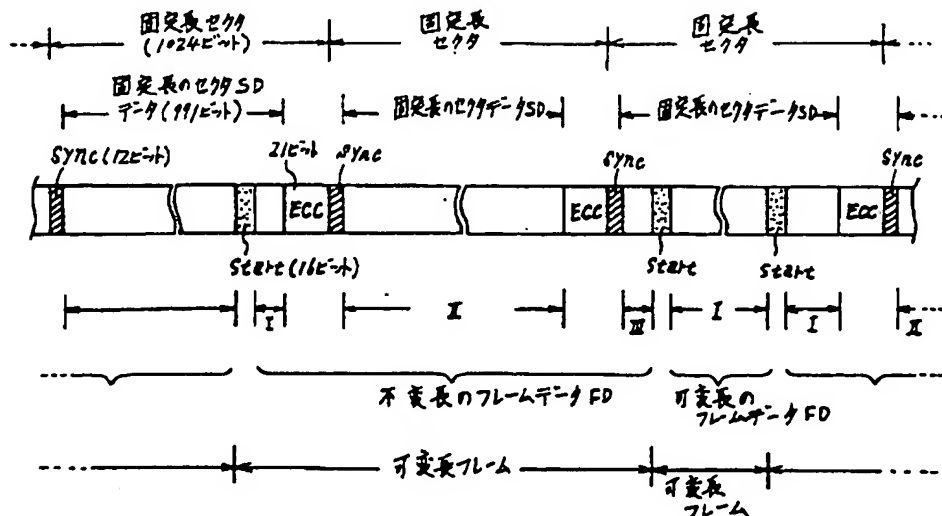 固定長セクタ
(1024ビット)
固定長
セクタ
固定長
セクタ
固定長のセクタSD
データ(991ビット)
固定長のセクタデータSD
固定長のセクタデータSD
Sync(12ビット)
21ビット
Sync
Sync
Sync
ECC
ECC
ECC
Start(16ビット)
Start
Start
I
II
III
I
I
II
不変長のフレームデータFD
可変長の
フレームデータFD
可変長フレーム
可変長
フレーム